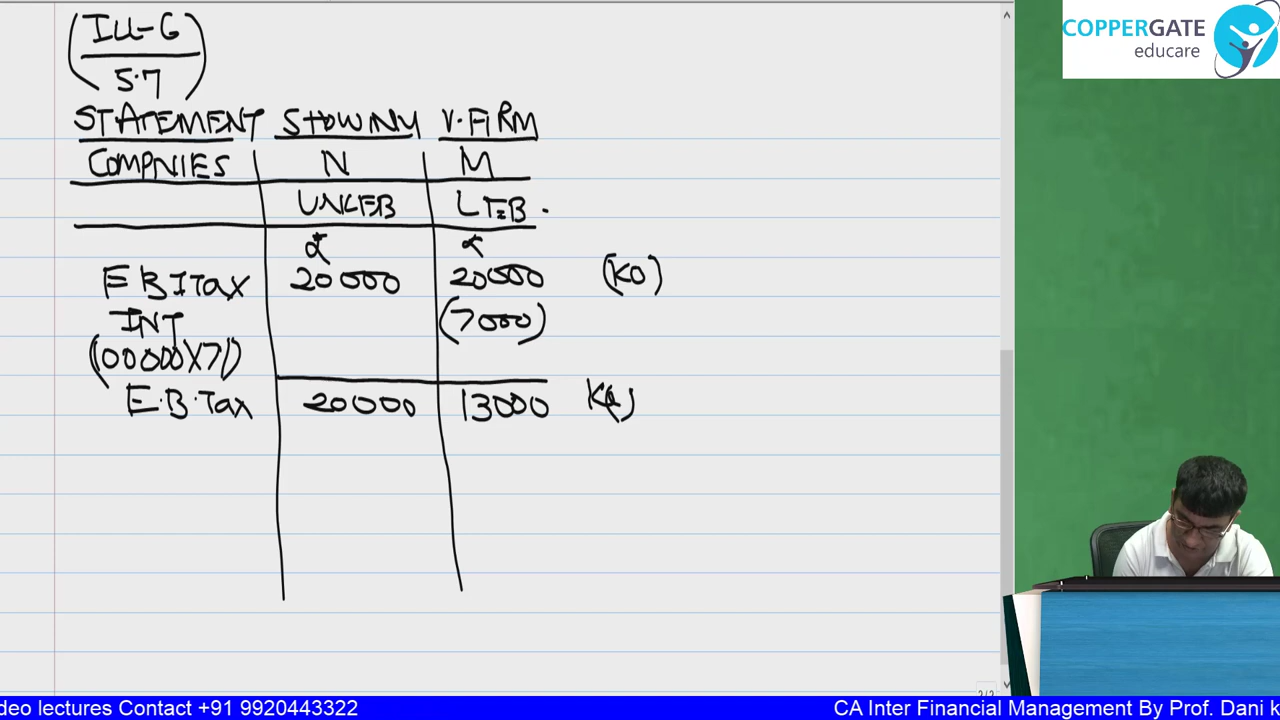 ILL-6
5.7
STATEMENT SHOWING V.FIRM
COMPNIES N M
UNLEB LEB.
₹ ₹
EBITax 20000 20000 (KO)
INT (7000)
(100000X7%)
E.B.Tax 20000 13000 Ke)
COPPERGATE
educare
deo lectures Contact +91 9920443322 CA Inter Financial Management By Prof. Dani k